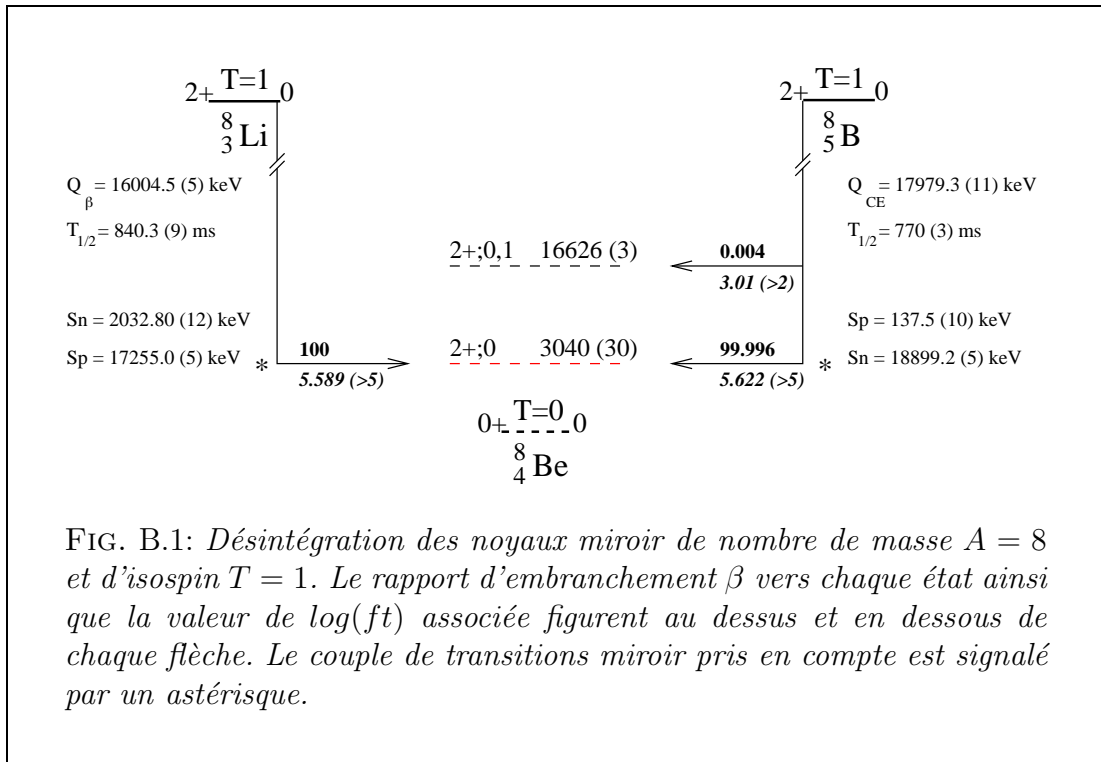 2+ T=1 0
8
3 Li
Q
β = 16004.5 (5) keV
T1/2 = 840.3 (9) ms
Sn = 2032.80 (12) keV
Sp = 17255.0 (5) keV
*
100
5.589 (>5)
2+;0,1 16626 (3)
2+;0 3040 (30)
0+ T=0 0
8
4 Be
2+ T=1 0
8
5 B
Q
CE = 17979.3 (11) keV
T1/2 = 770 (3) ms
0.004
3.01 (>2)
99.996
5.622 (>5)
*
Sp = 137.5 (10) keV
Sn = 18899.2 (5) keV
FIG. B.1: Désintégration des noyaux miroir de nombre de masse A = 8
et d'isospin T = 1. Le rapport d'embranchement β vers chaque état ainsi
que la valeur de log(ft) associée figurent au dessus et en dessous de
chaque flèche. Le couple de transitions miroir pris en compte est signalé
par un astérisque.